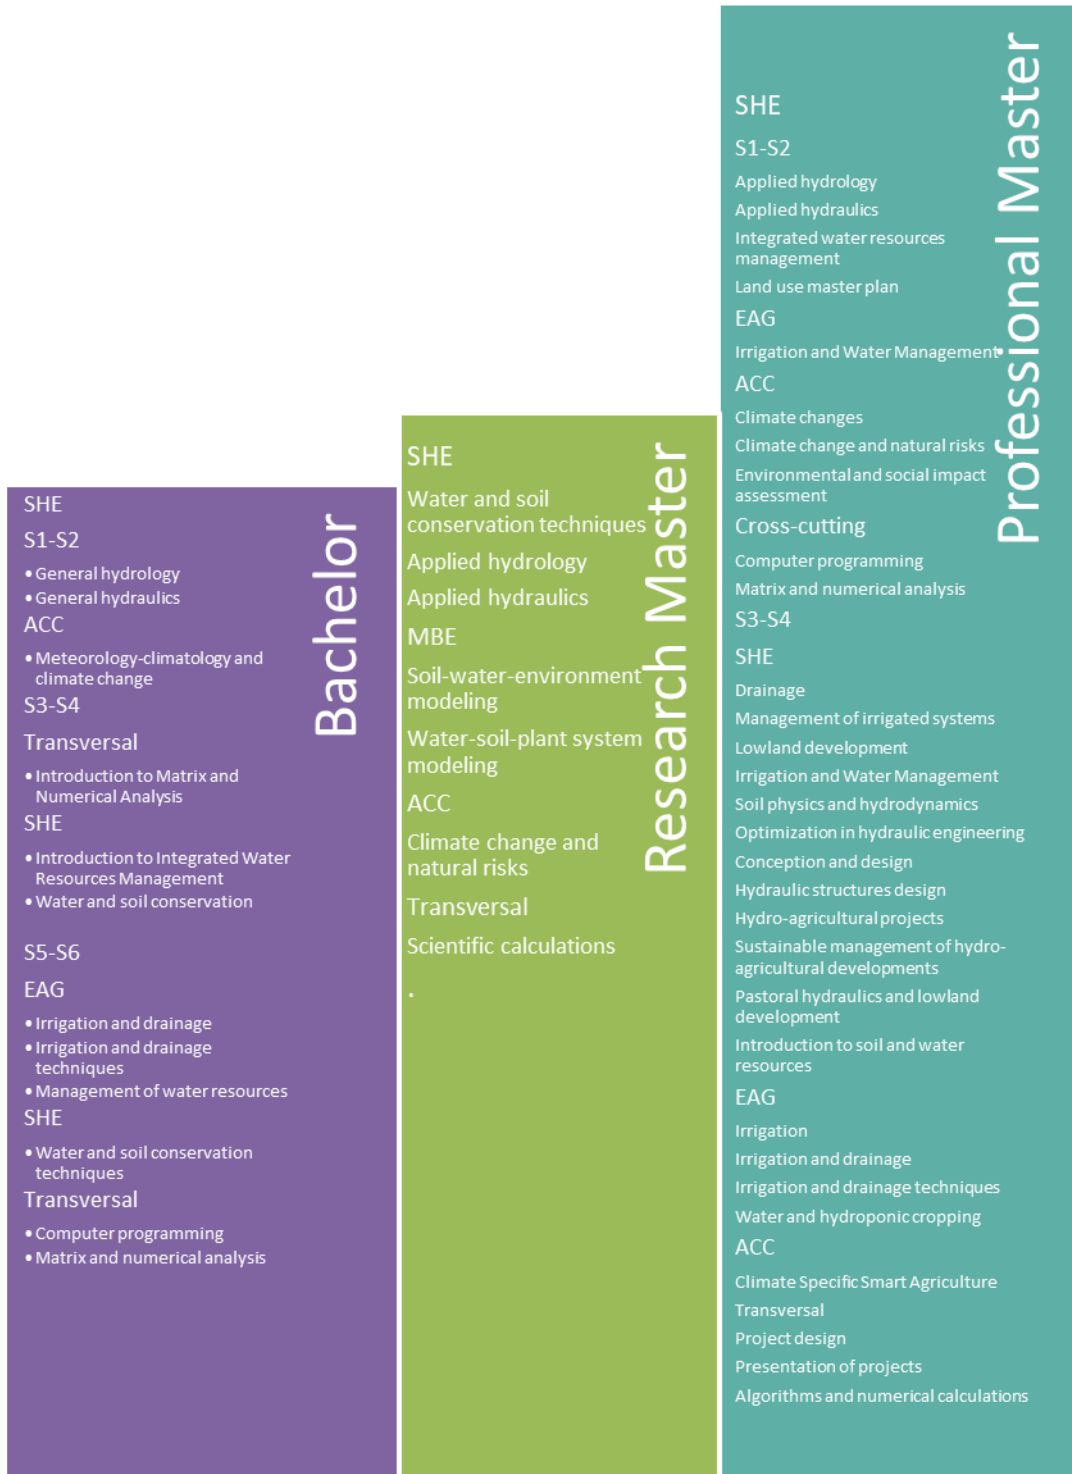 Bachelor
SHE
S1-S2
• General hydrology
• General hydraulics
ACC
• Meteorology-climatology and
climate change
S3-S4
Transversal
• Introduction to Matrix and
Numerical Analysis
SHE
• Introduction to Integrated Water
Resources Management
• Water and soil conservation
S5-S6
EAG
• Irrigation and drainage
• Irrigation and drainage
techniques
• Management of water resources
SHE
• Water and soil conservation
techniques
Transversal
• Computer programming
• Matrix and numerical analysis
Research Master
SHE
Water and soil
conservation techniques
Applied hydrology
Applied hydraulics
MBE
Soil-water-environment
modeling
Water-soil-plant system
modeling
ACC
Climate change and
natural risks
Transversal
Scientific calculations
.
Professional Master
SHE
S1-S2
Applied hydrology
Applied hydraulics
Integrated water resources
management
Land use master plan
EAG
Irrigation and Water Management
ACC
Climate changes
Climate change and natural risks
Environmental and social impact
assessment
Cross-cutting
Computer programming
Matrix and numerical analysis
S3-S4
SHE
Drainage
Management of irrigated systems
Lowland development
Irrigation and Water Management
Soil physics and hydrodynamics
Optimization in hydraulic engineering
Conception and design
Hydraulic structures design
Hydro-agricultural projects
Sustainable management of hydro-
agricultural developments
Pastoral hydraulics and lowland
development
Introduction to soil and water
resources
EAG
Irrigation
Irrigation and drainage
Irrigation and drainage techniques
Water and hydroponic cropping
ACC
Climate Specific Smart Agriculture
Transversal
Project design
Presentation of projects
Algorithms and numerical calculations